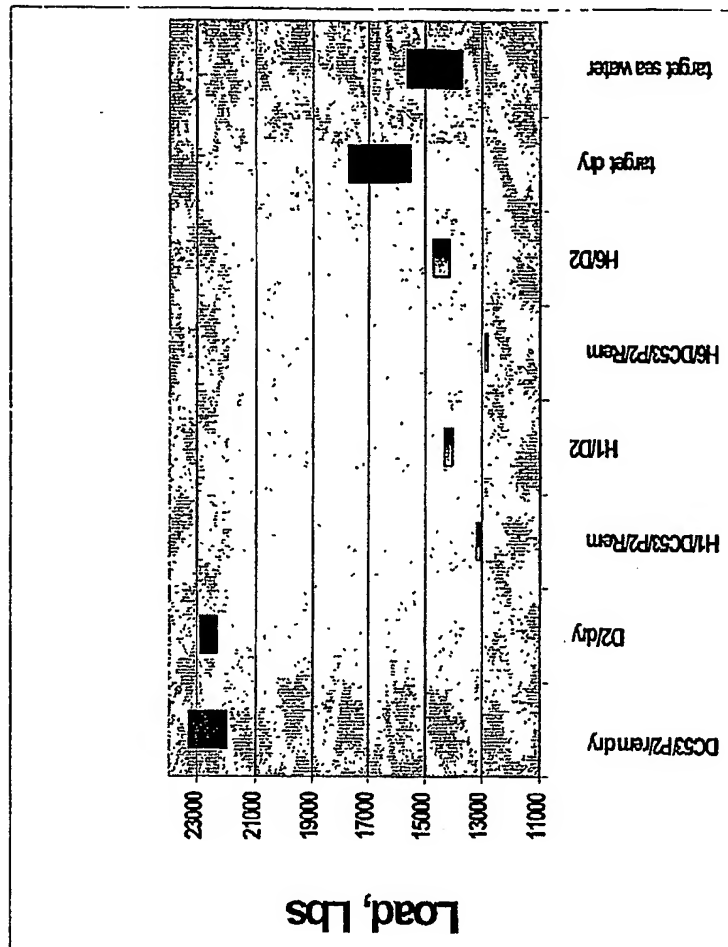 Load, Lbs
23000
21000
19000
17000
15000
13000
11000
DC53/P2/rem dry
D2/dry
H1/DC53/P2/Rem
H1/D2
H6/DC53/P2/Rem
H6/D2
target dry
target sea water